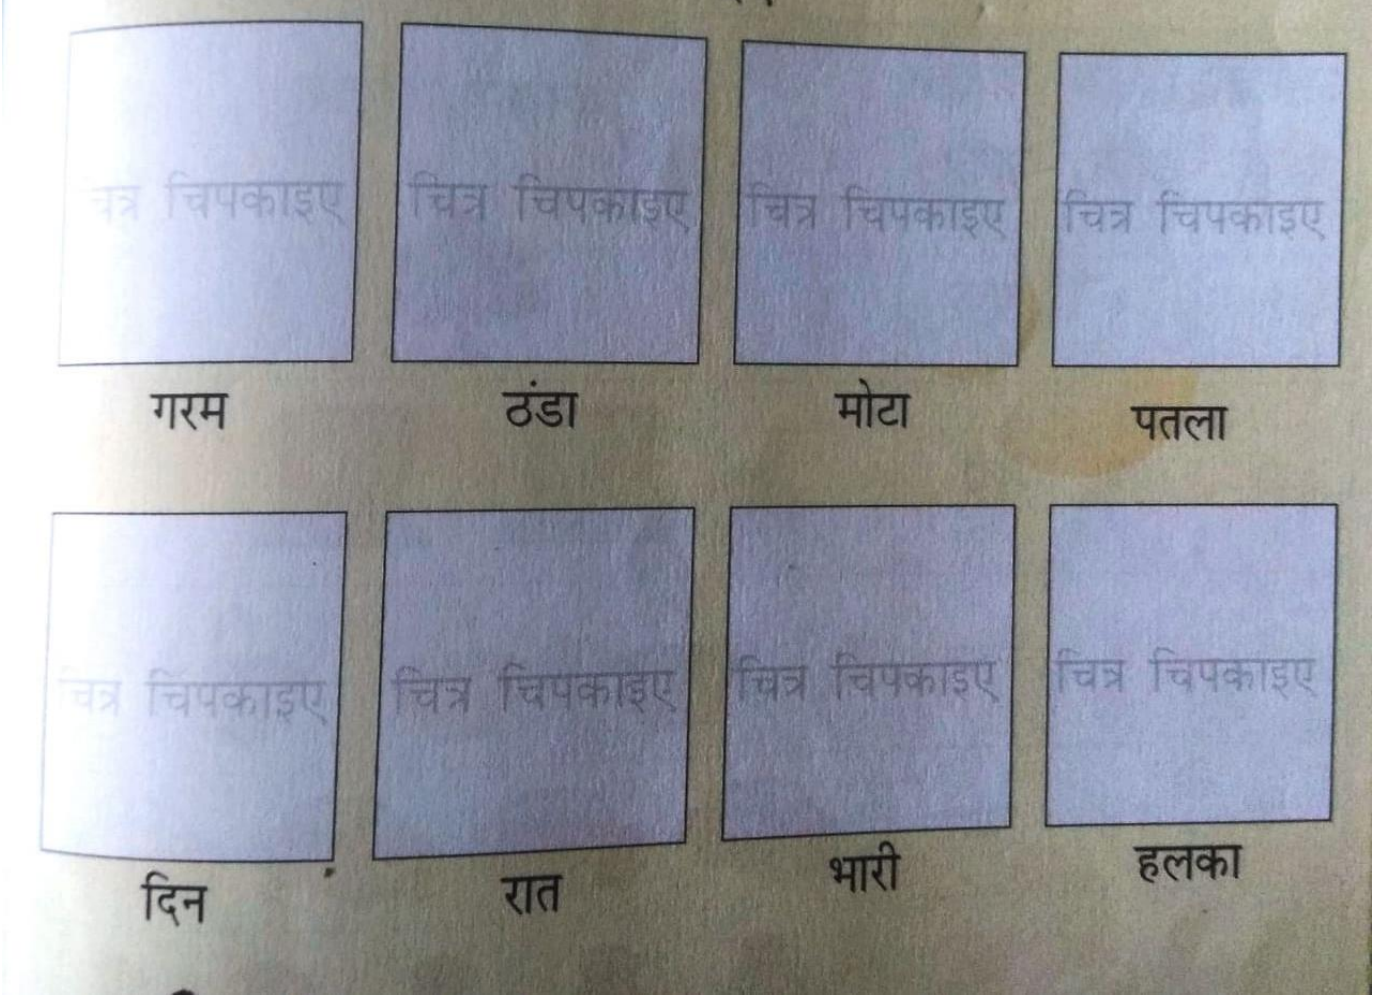 चित्र चिपकाइए चित्र चिपकाइए चित्र चिपकाइए चित्र चिपकाइए
गरम ठंडा मोटा पतला
चित्र चिपकाइए चित्र चिपकाइए चित्र चिपकाइए चित्र चिपकाइए
दिन रात भारी हलका